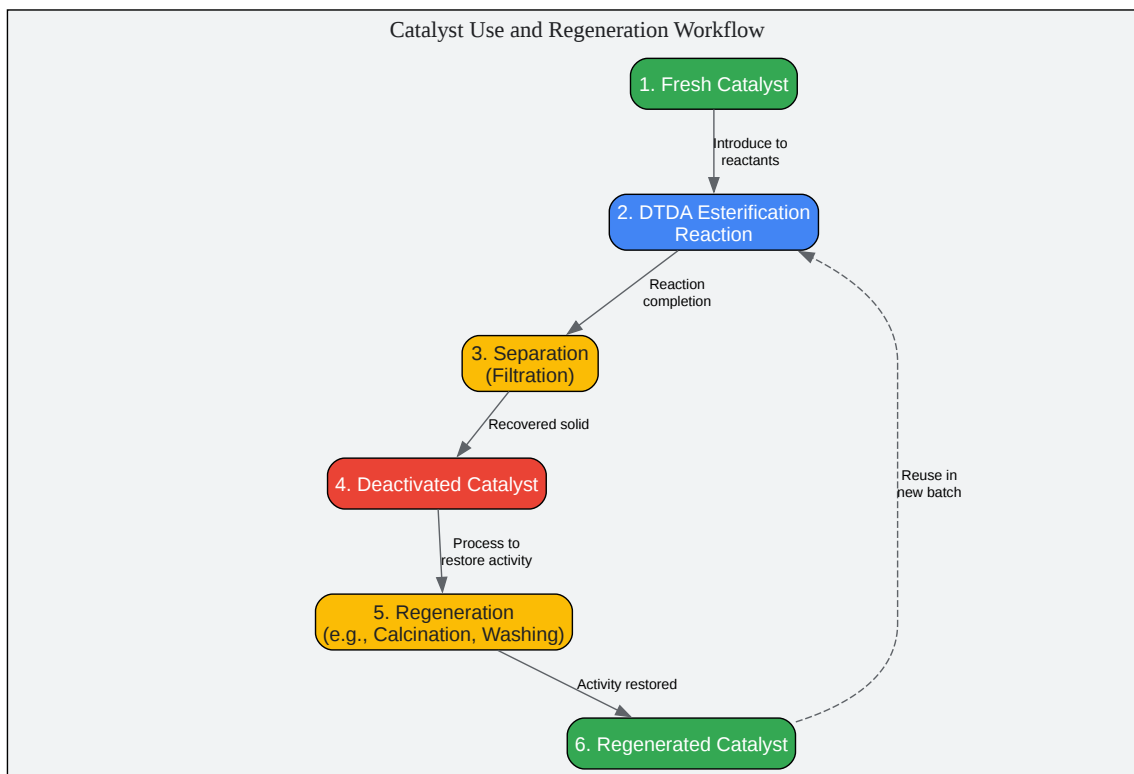 Catalyst Use and Regeneration Workflow
1. Fresh Catalyst
Introduce to
reactants
2. DTDA Esterification
Reaction
Reaction
completion
3. Separation
(Filtration)
Recovered solid
4. Deactivated Catalyst
Reuse in
new batch
Process to
restore activity
5. Regeneration
(e.g., Calcination, Washing)
Activity restored
6. Regenerated Catalyst